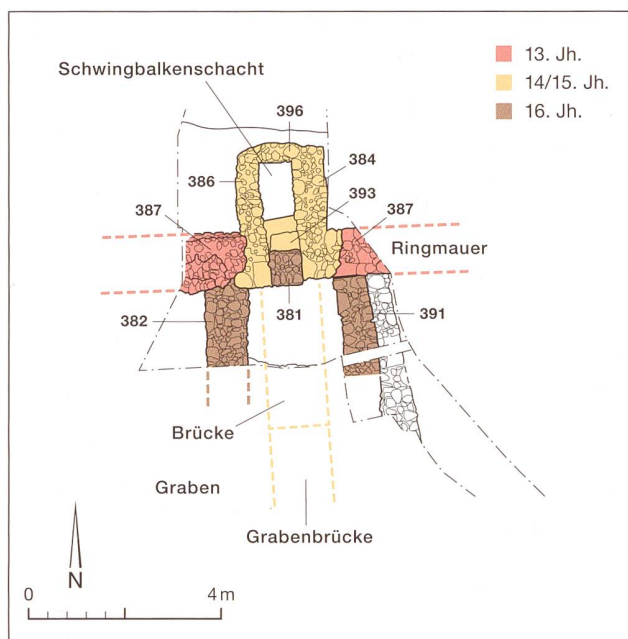 13. Jh.
14/15. Jh.
16. Jh.
Schwingbalkenschacht
396
384
386
393
387
387
Ringmauer
381
382
391
Brücke
Graben
Grabenbrücke
N
0 4 m